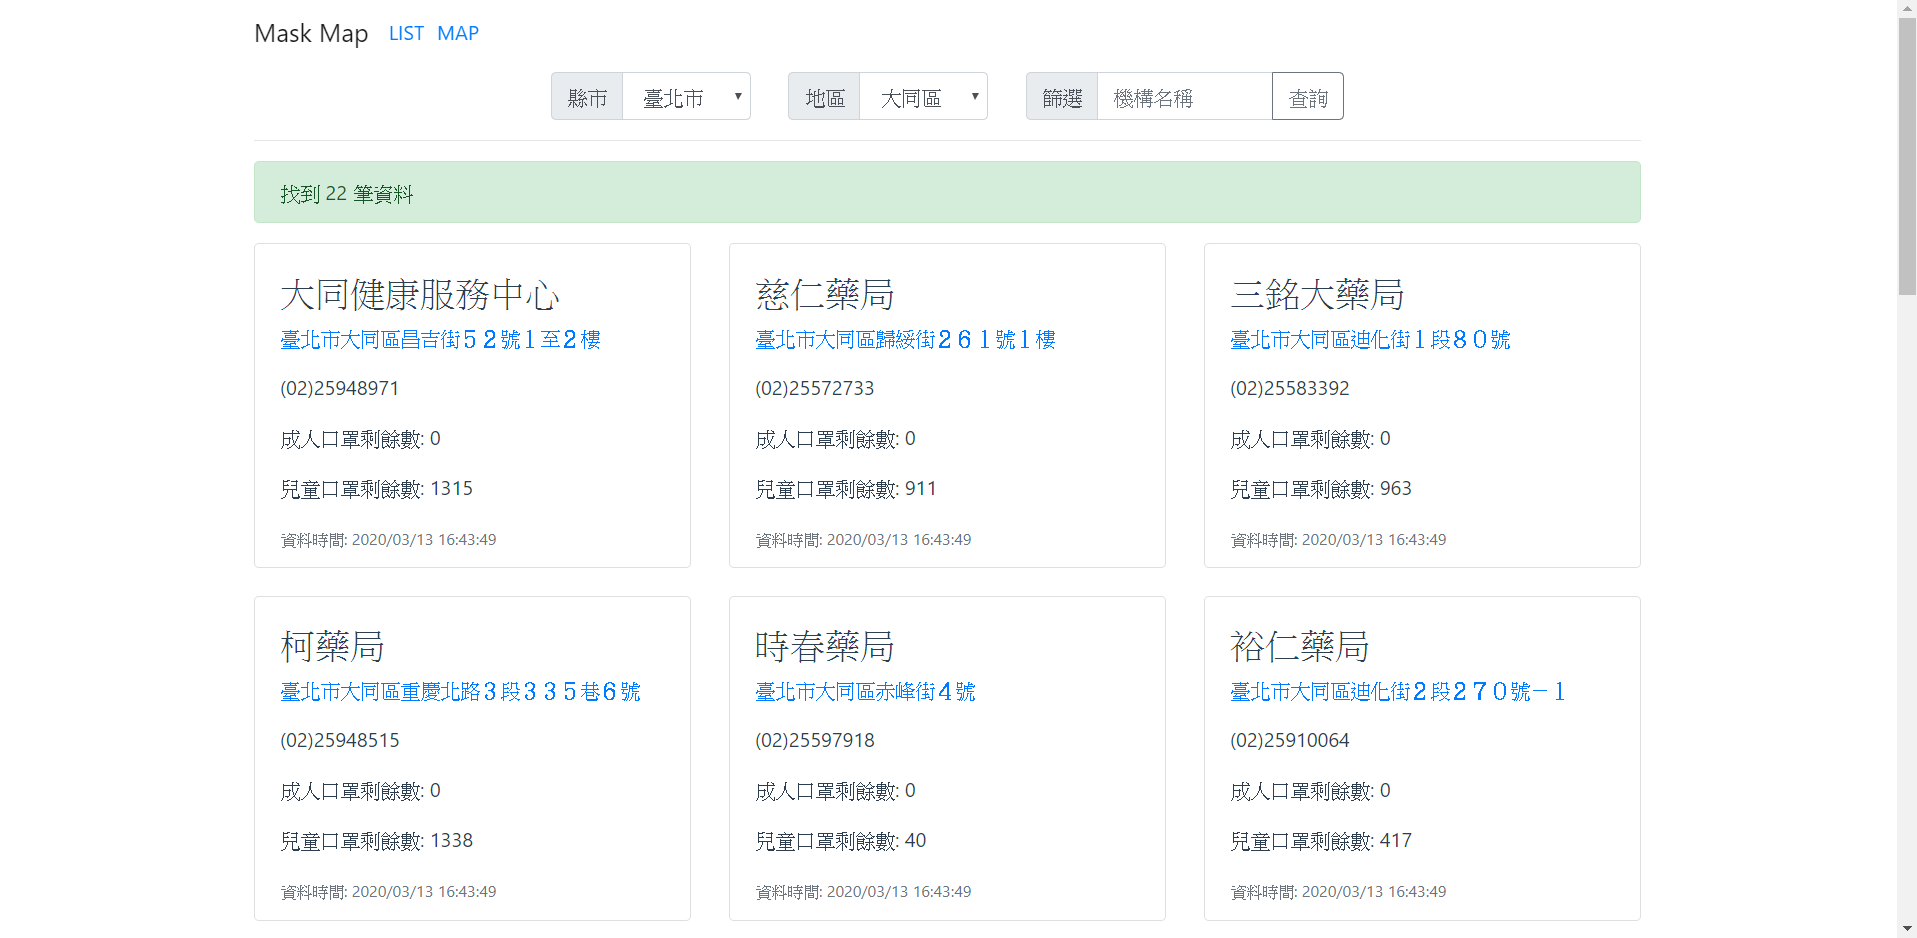 Mask Map LIST MAP
縣市 臺北市 地區 大同區 篩選 機構名稱 查詢
找到 22 筆資料
大同健康服務中心
臺北市大同區昌吉街５２號１至２樓
(02)25948971
成人口罩剩餘數: 0
兒童口罩剩餘數: 1315
資料時間: 2020/03/13 16:43:49
慈仁藥局
臺北市大同區歸綏街２６１號１樓
(02)25572733
成人口罩剩餘數: 0
兒童口罩剩餘數: 911
資料時間: 2020/03/13 16:43:49
三銘大藥局
臺北市大同區迪化街１段８０號
(02)25583392
成人口罩剩餘數: 0
兒童口罩剩餘數: 963
資料時間: 2020/03/13 16:43:49
柯藥局
臺北市大同區重慶北路３段３３５巷６號
(02)25948515
成人口罩剩餘數: 0
兒童口罩剩餘數: 1338
資料時間: 2020/03/13 16:43:49
時春藥局
臺北市大同區赤峰街４號
(02)25597918
成人口罩剩餘數: 0
兒童口罩剩餘數: 40
資料時間: 2020/03/13 16:43:49
裕仁藥局
臺北市大同區迪化街２段２７０號－１
(02)25910064
成人口罩剩餘數: 0
兒童口罩剩餘數: 417
資料時間: 2020/03/13 16:43:49